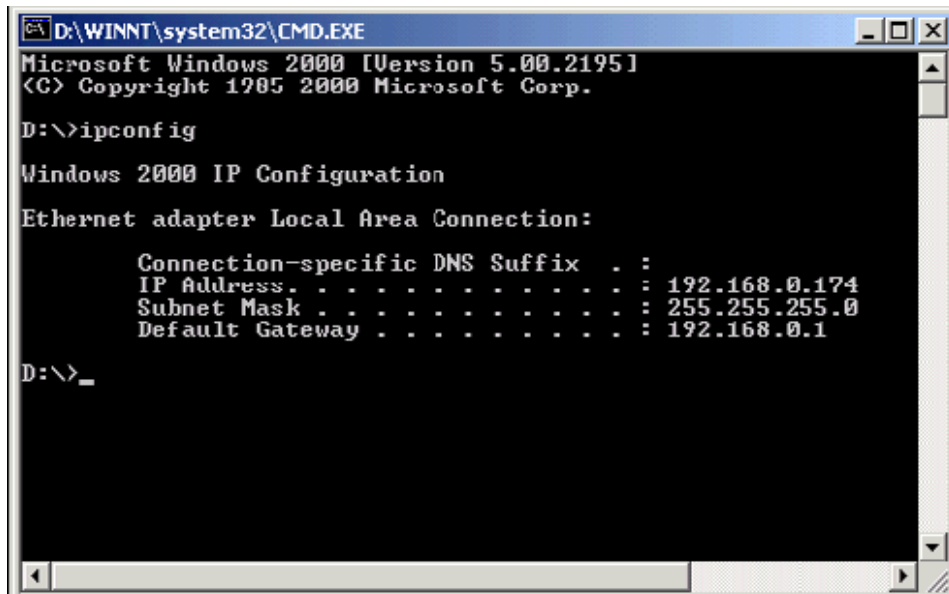 D:\WINNT\system32\CMD.EXE
Microsoft Windows 2000 [Version 5.00.2195]
(C) Copyright 1985 2000 Microsoft Corp.
D:\>ipconfig
Windows 2000 IP Configuration
Ethernet adapter Local Area Connection:
Connection-specific DNS Suffix . :
IP Address. . . . . . . . . . . . : 192.168.0.174
Subnet Mask . . . . . . . . . . . : 255.255.255.0
Default Gateway . . . . . . . . . : 192.168.0.1
D:\>_